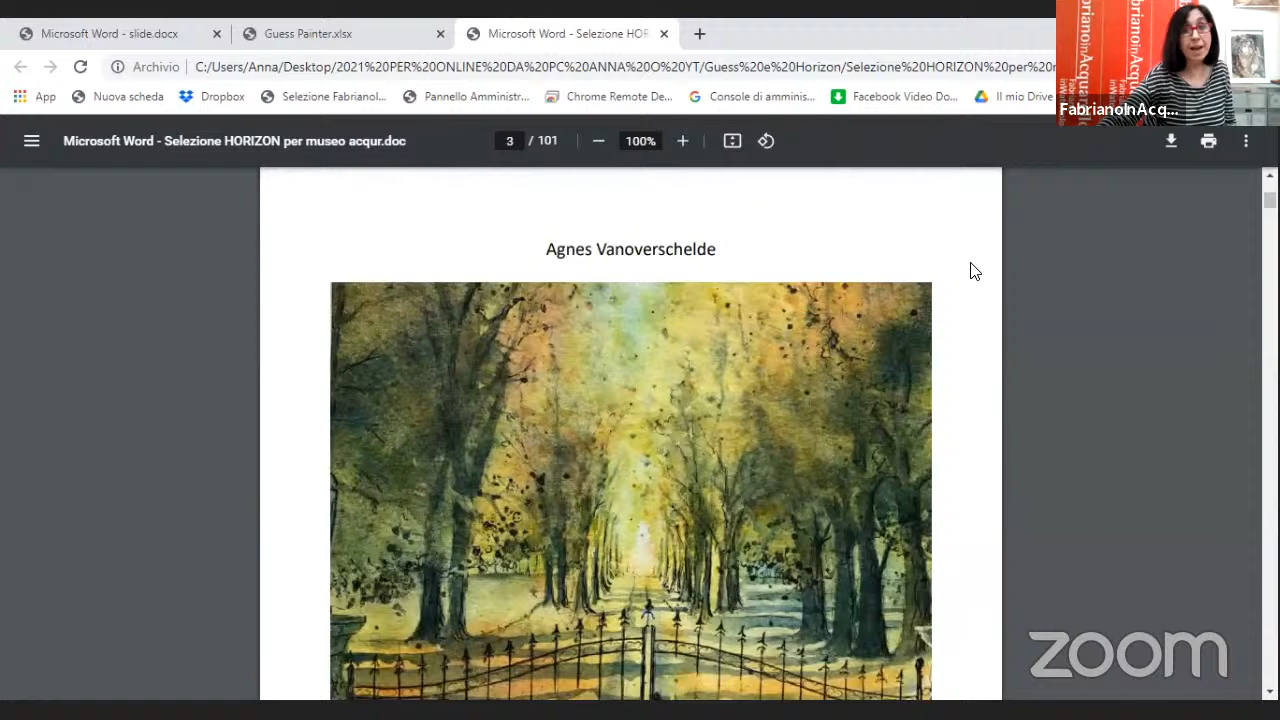 Microsoft Word - slide.docx
Guess Painter.xlsx
Microsoft Word - Selezione HOR
Archivio
C:/Users/Anna/Desktop/2021%20PER%20ONLINE%20DA%20PC%20ANNA%20O%20YT/Guess%20e%20Horizon/Selezione%20HORIZON%20per%20m
App
Nuova scheda
Dropbox
Selezione Fabri...
Pannello Amministr...
Chrome Remote De...
Console di amminis...
Facebook Video Do...
Il mio Drive
Microsoft Word - Selezione HORIZON per museo acqur.doc
3 / 101
100%
Agnes Vanoverschelde
FabrianoinAcquarello
FabrianoInAcq...
zoom